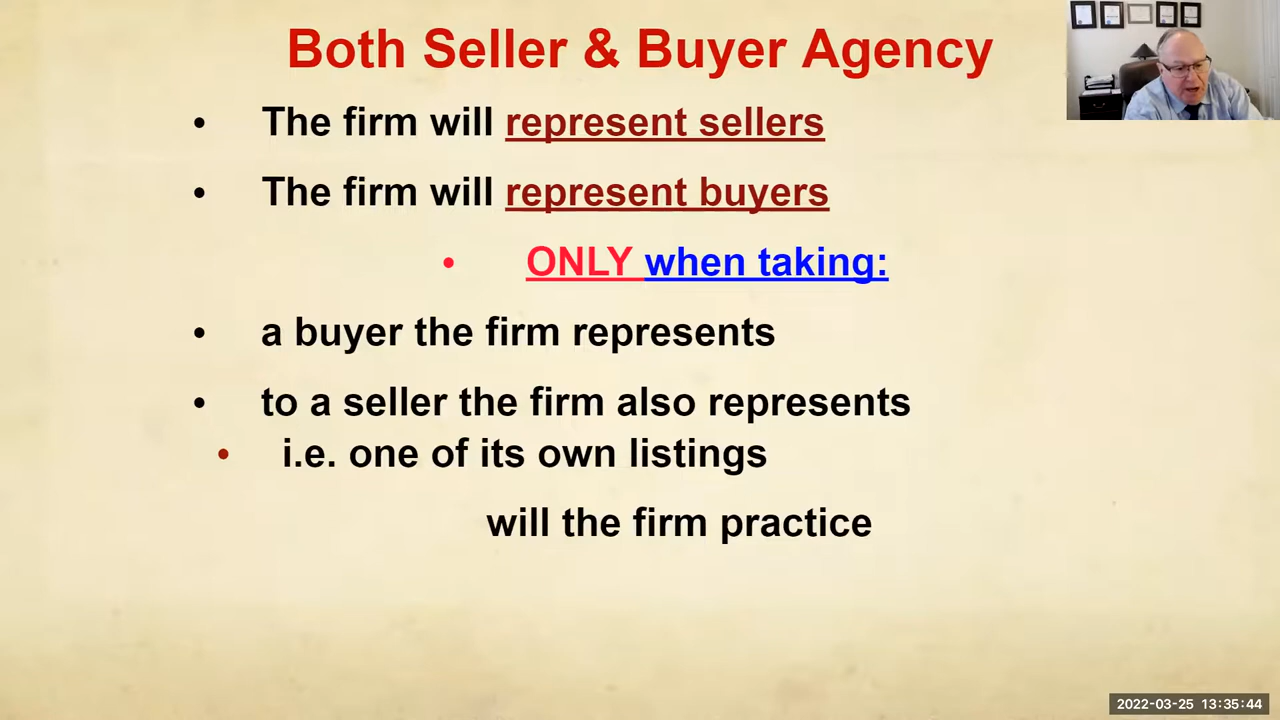 Both Seller & Buyer Agency
• The firm will represent sellers
• The firm will represent buyers
• ONLY when taking:
• a buyer the firm represents
• to a seller the firm also represents
• i.e. one of its own listings
will the firm practice
2022-03-25 13:35:44